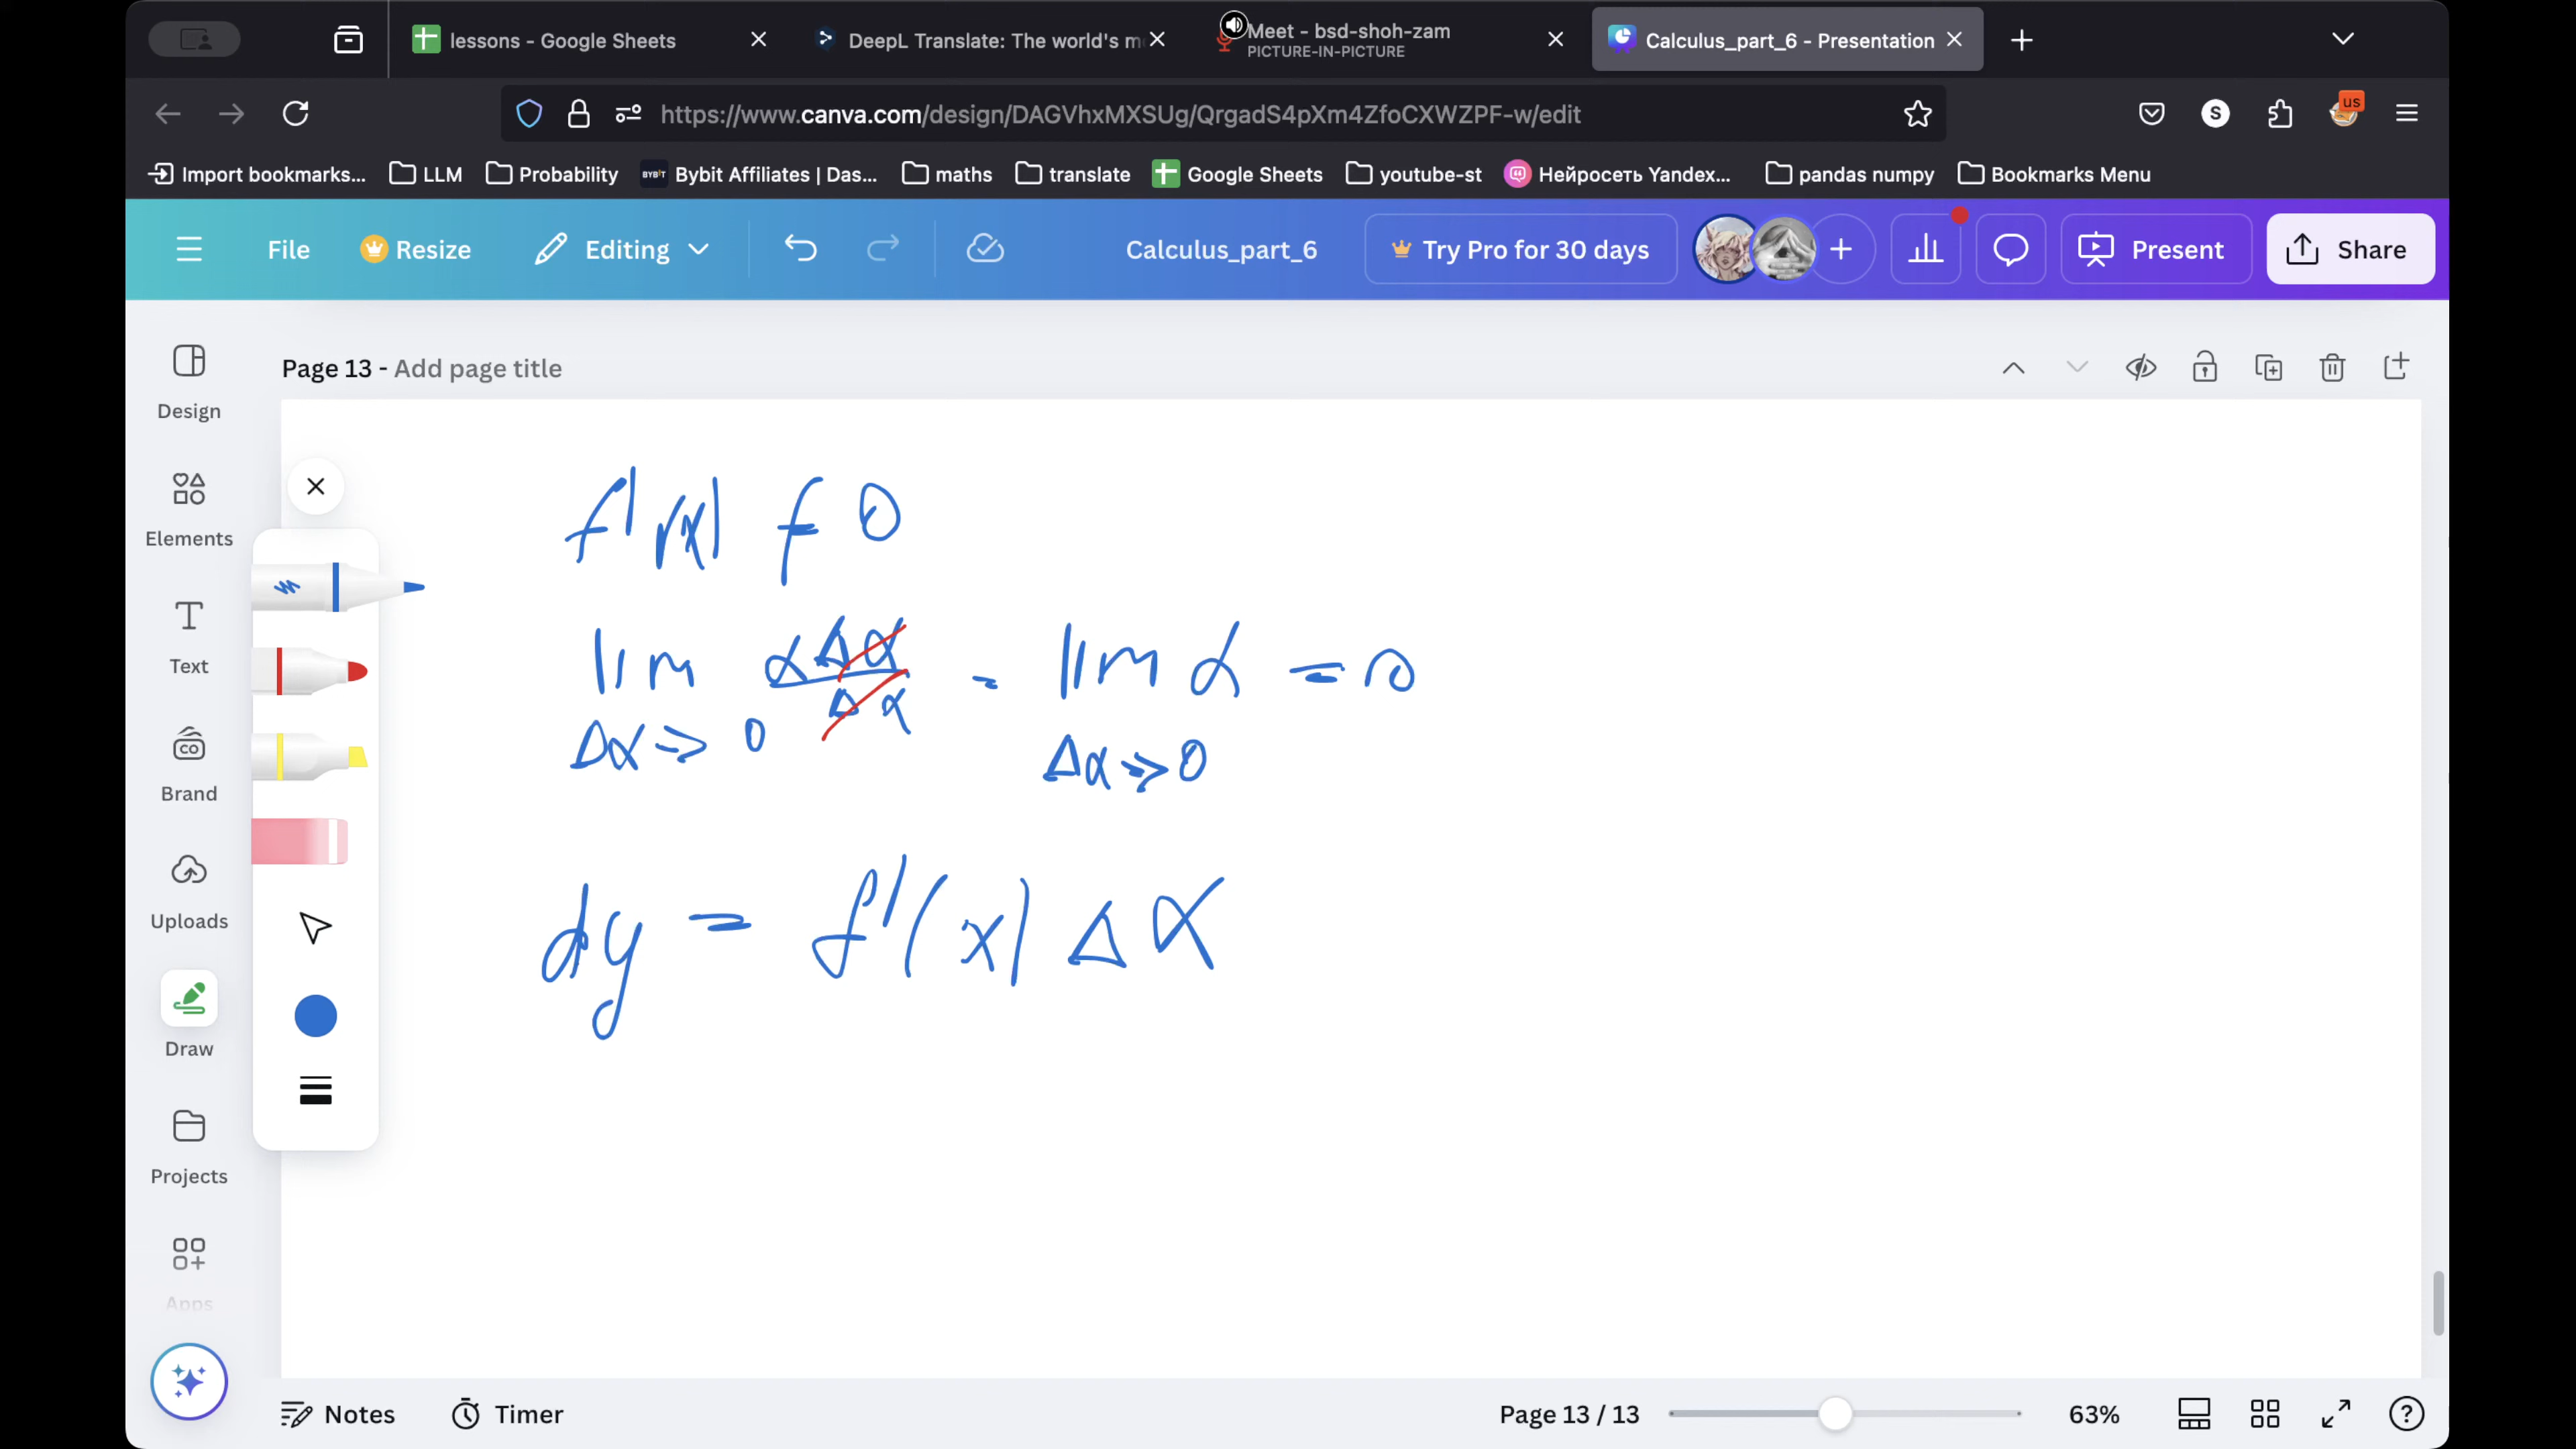 lessons - Google Sheets
DeepL Translate: The world's m
Meet - bsd-shoh-zam
PICTURE-IN-PICTURE
Calculus_part_6 - Presentation
https://www.canva.com/design/DAGVhxMXSUg/QrgadS4pXm4ZfoCXWZPF-w/edit
S
us
Import bookmarks...
LLM
Probability
BYBIT
Bybit Affiliates | Das...
maths
translate
Google Sheets
youtube-st
Нейросеть Yandex...
pandas numpy
Bookmarks Menu
File
Resize
Editing
Calculus_part_6
Try Pro for 30 days
Present
Share
Page 13 - Add page title
Design
Elements
Text
Brand
Uploads
Draw
Projects
Apps
f'(x) ≠ 0
lim α Δx / Δx = lim α = 0
Δx → 0 Δx → 0
dy = f'(x) Δx
Notes
Timer
Page 13 / 13
63%